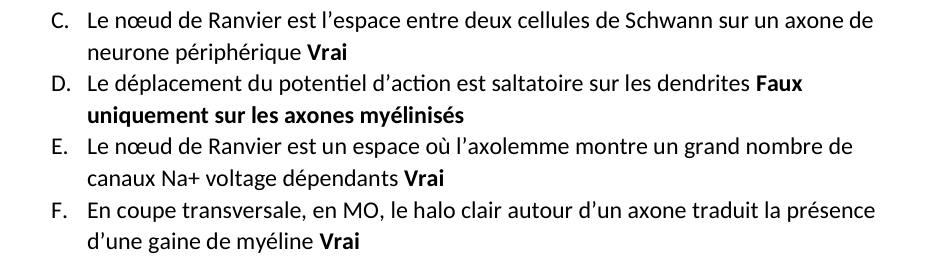 C. Le nœud de Ranvier est l’espace entre deux cellules de Schwann sur un axone de
neurone périphérique Vrai
D. Le déplacement du potentiel d’action est saltatoire sur les dendrites Faux
uniquement sur les axones myélinisés
E. Le nœud de Ranvier est un espace où l’axolemme montre un grand nombre de
canaux Na+ voltage dépendants Vrai
F. En coupe transversale, en MO, le halo clair autour d’un axone traduit la présence
d’une gaine de myéline Vrai